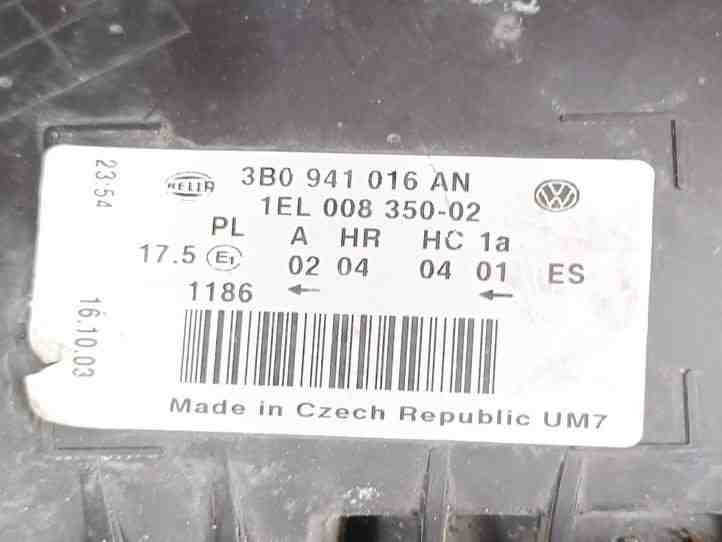 HELLA 3B0 941 016 AN
1EL 008 350-02
PL A HR HC 1a
17.5 E1 02 04 04 01 ES
1186 ← ←
Made in Czech Republic UM7
23:54
16.10.03